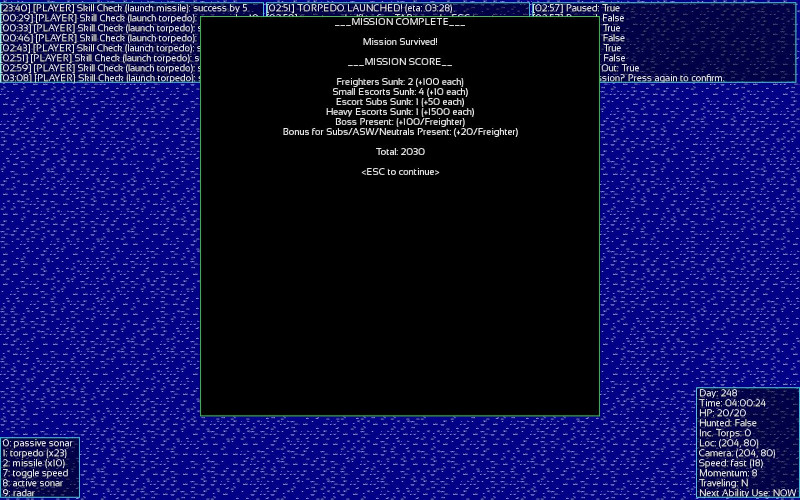 23:40] [PLAYER] Skill Check (launch missile): success by 5
[00:29] [PLAYER] Skill Check (launch torpedo):
[00:33] [PLAYER] Skill Check (launch torpedo):
[00:46] [PLAYER] Skill Check (launch torpedo):
[02:43] [PLAYER] Skill Check (launch torpedo):
[02:51] [PLAYER] Skill Check (launch torpedo):
[02:59] [PLAYER] Skill Check (launch torpedo):
[03:08] [PLAYER] Skill Check (launch torpedo):
[02:51] TORPEDO LAUNCHED! (eta: 03:28)
[02:57] Paused: True
False
True
False
True
False
Out: True
ssion? Press again to confirm.
___MISSION COMPLETE___
Mission Survived!
___MISSION SCORE__
Freighters Sunk: 2 (+100 each)
Small Escorts Sunk: 4 (+10 each)
Escort Subs Sunk: 1 (+50 each)
Heavy Escorts Sunk: 1 (+1500 each)
Boss Present: (+100/Freighter)
Bonus for Subs/ASW/Neutrals Present: (+20/Freighter)
Total: 2030
<ESC to continue>
0: passive sonar
1: torpedo (x23)
2: missile (x10)
7: toggle speed
8: active sonar
9: radar
Day: 248
Time: 04:00:24
HP: 20/20
Hunted: False
Inc. Torps: 0
Loc: (204, 80)
Camera: (204, 80)
Speed: fast (18)
Momentum: 8
Traveling: N
Next Ability Use: NOW